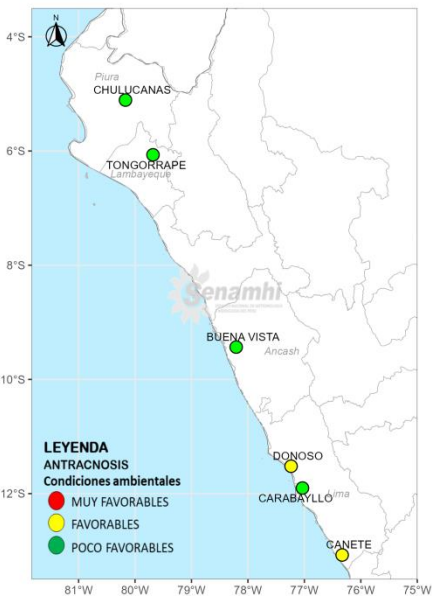 4°S
N
Piura
CHULUCANAS
6°S
TONGORRAPE
Lambayeque
8°S
Senamhi
BUENA VISTA
Ancash
10°S
LEYENDA
ANTRACNOSIS
Condiciones ambientales
MUY FAVORABLES
FAVORABLES
POCO FAVORABLES
DONOSO
12°S
CARABAYLLO
Lima
CANETE
81°W
80°W
79°W
78°W
77°W
76°W
75°W